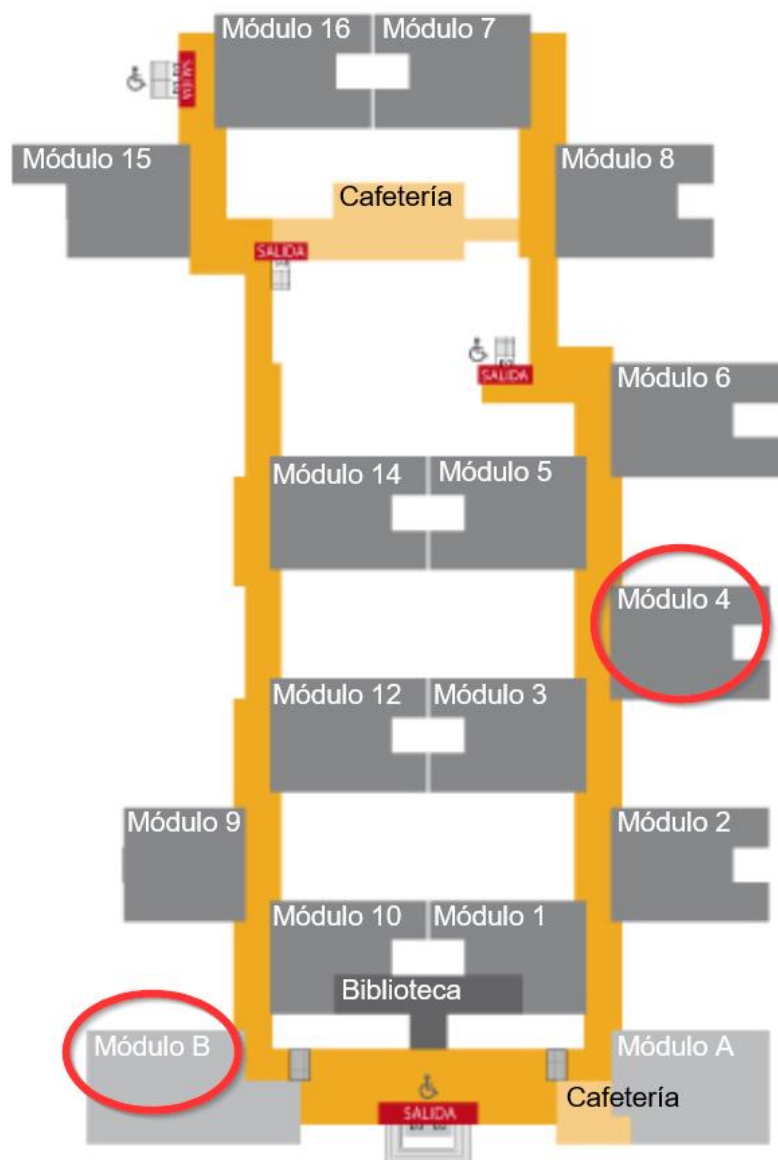 Módulo 16
Módulo 7
SALIDA
Módulo 15
Módulo 8
Cafetería
SALIDA
SALIDA
Módulo 6
Módulo 14
Módulo 5
Módulo 4
Módulo 12
Módulo 3
Módulo 9
Módulo 2
Módulo 10
Módulo 1
Biblioteca
Módulo B
Módulo A
Cafetería
SALIDA